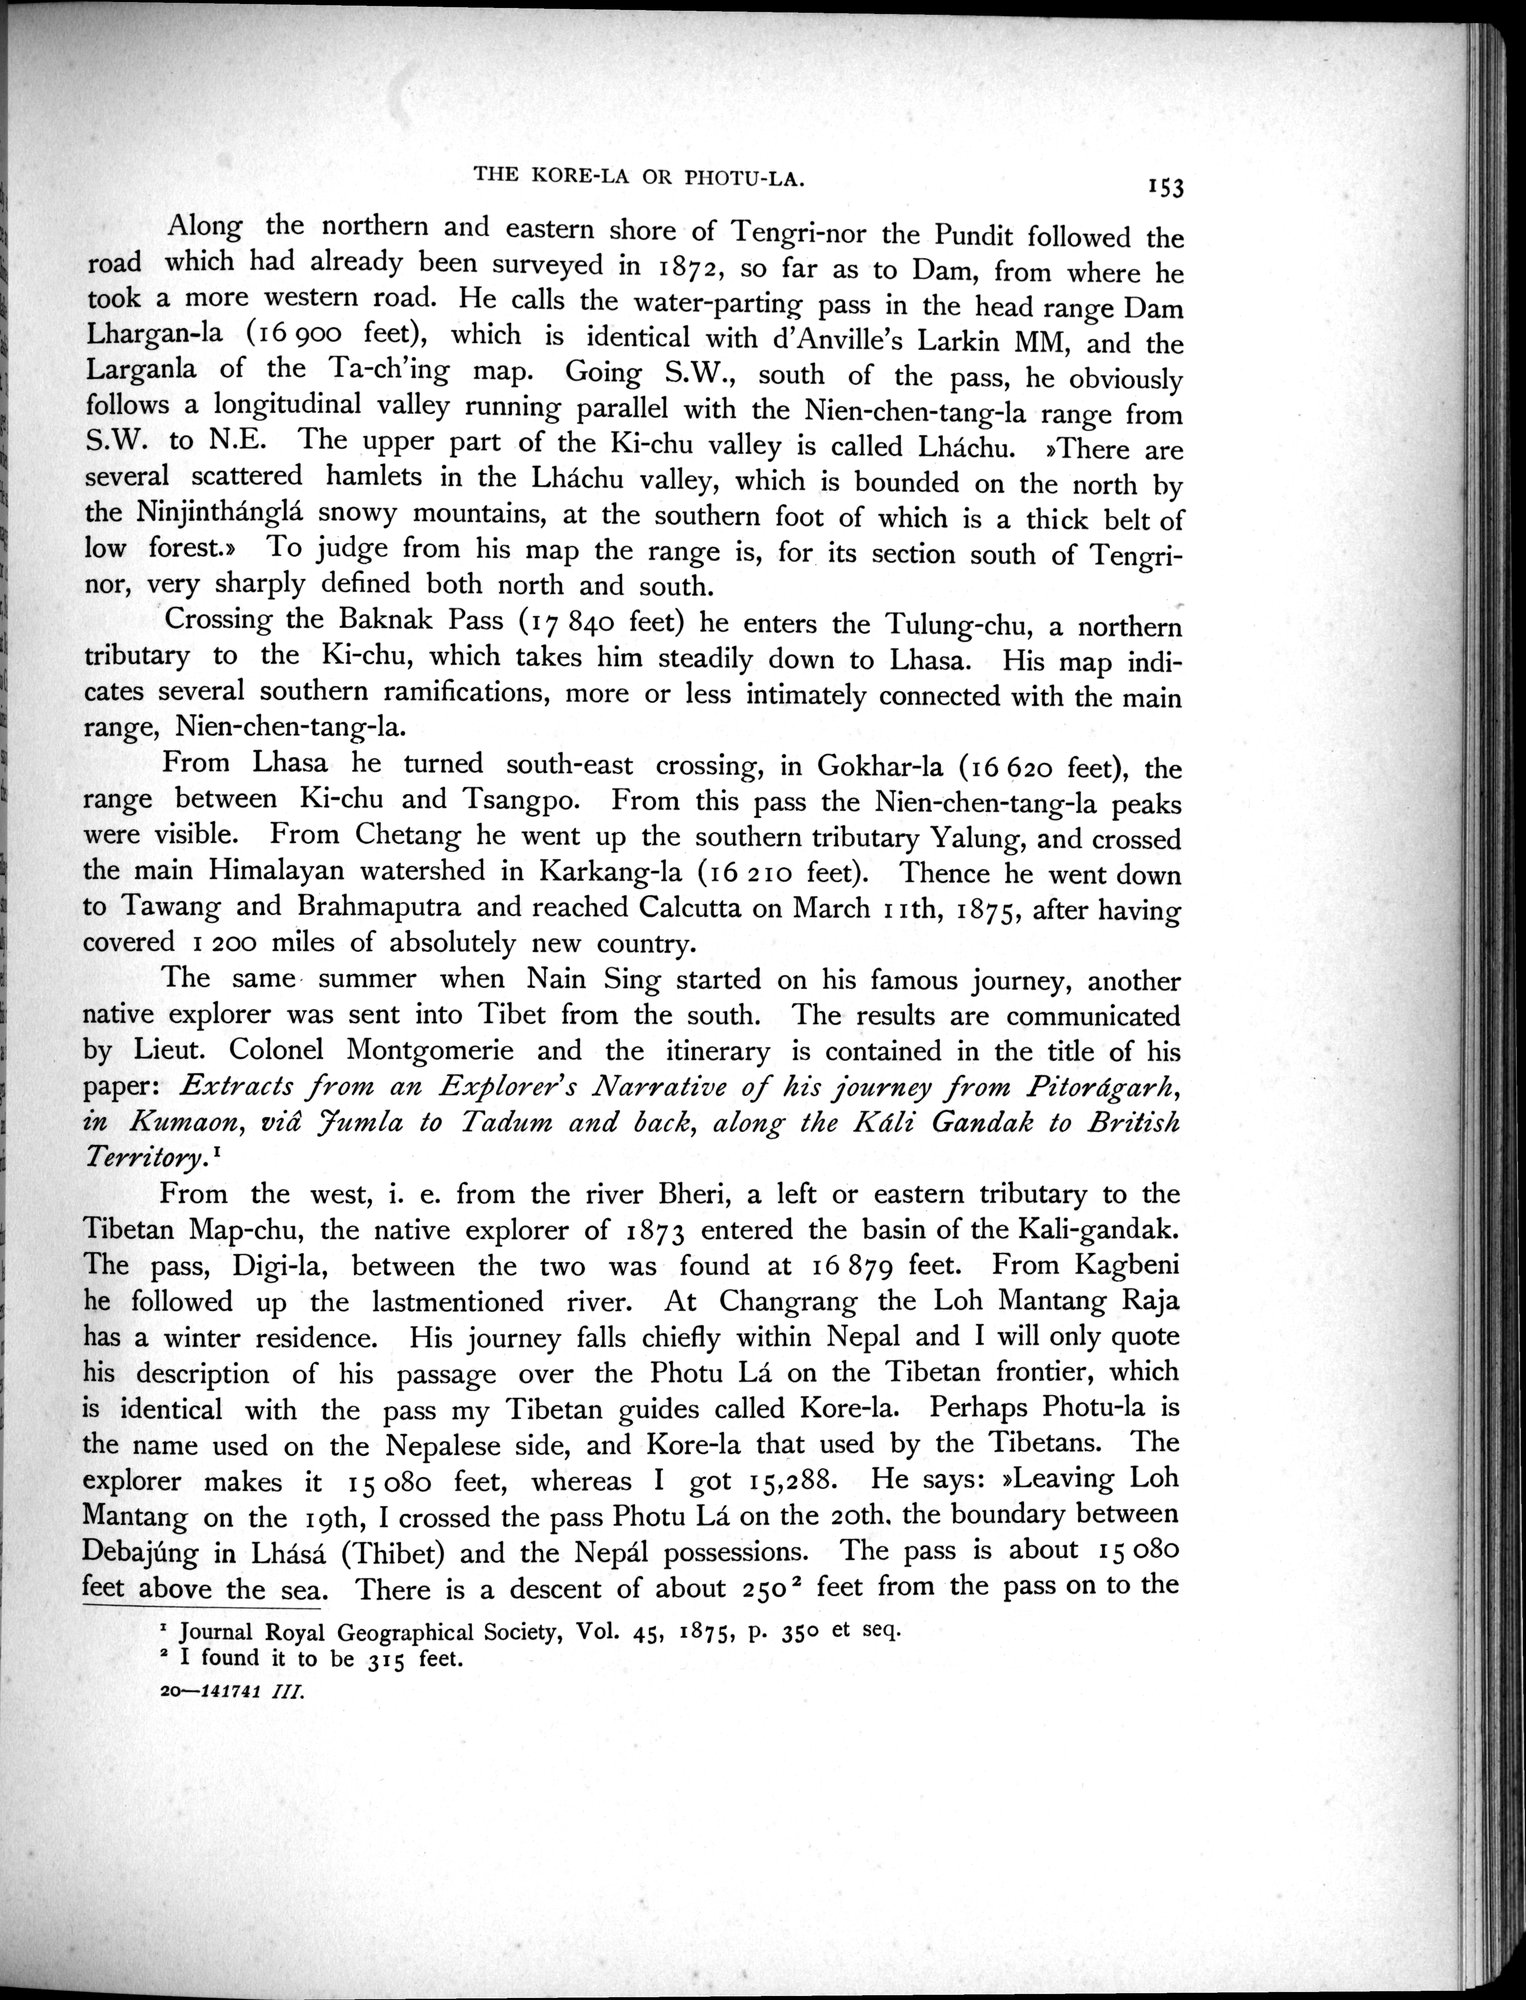 THE KORE-LA OR PHOTU-LA.
153
Along the northern and eastern shore of Tengri-nor the Pundit followed the
road which had already been surveyed in 1872, so far as to Dam, from where he
took a more western road. He calls the water-parting pass in the head range Dam
Lhargan-la (16 900 feet), which is identical with d'Anville's Larkin MM, and the
Larganla of the Ta-ch'ing map. Going S.W., south of the pass, he obviously
follows a longitudinal valley running parallel with the Nien-chen-tang-la range from
S.W. to N.E. The upper part of the Ki-chu valley is called Lháchu. »There are
several scattered hamlets in the Lháchu valley, which is bounded on the north by
the Ninjinthánglá snowy mountains, at the southern foot of which is a thick belt of
low forest.» To judge from his map the range is, for its section south of Tengri-
nor, very sharply defined both north and south.
Crossing the Baknak Pass (17 840 feet) he enters the Tulung-chu, a northern
tributary to the Ki-chu, which takes him steadily down to Lhasa. His map indi-
cates several southern ramifications, more or less intimately connected with the main
range, Nien-chen-tang-la.
From Lhasa he turned south-east crossing, in Gokhar-la (16 620 feet), the
range between Ki-chu and Tsangpo. From this pass the Nien-chen-tang-la peaks
were visible. From Chetang he went up the southern tributary Yalung, and crossed
the main Himalayan watershed in Karkang-la (16 210 feet). Thence he went down
to Tawang and Brahmaputra and reached Calcutta on March 11th, 1875, after having
covered 1 200 miles of absolutely new country.
The same summer when Nain Sing started on his famous journey, another
native explorer was sent into Tibet from the south. The results are communicated
by Lieut. Colonel Montgomerie and the itinerary is contained in the title of his
paper: Extracts from an Explorer's Narrative of his journey from Pitorágarh,
in Kumaon, viâ Jumla to Tadum and back, along the Káli Gandak to British
Territory.¹
From the west, i. e. from the river Bheri, a left or eastern tributary to the
Tibetan Map-chu, the native explorer of 1873 entered the basin of the Kali-gandak.
The pass, Digi-la, between the two was found at 16 879 feet. From Kagbeni
he followed up the lastmentioned river. At Changrang the Loh Mantang Raja
has a winter residence. His journey falls chiefly within Nepal and I will only quote
his description of his passage over the Photu Lá on the Tibetan frontier, which
is identical with the pass my Tibetan guides called Kore-la. Perhaps Photu-la is
the name used on the Nepalese side, and Kore-la that used by the Tibetans. The
explorer makes it 15 080 feet, whereas I got 15,288. He says: »Leaving Loh
Mantang on the 19th, I crossed the pass Photu Lá on the 20th. the boundary between
Debajúng in Lhásá (Thibet) and the Nepál possessions. The pass is about 15 080
feet above the sea. There is a descent of about 250² feet from the pass on to the
¹ Journal Royal Geographical Society, Vol. 45, 1875, p. 350 et seq.
² I found it to be 315 feet.
20—141741 III.